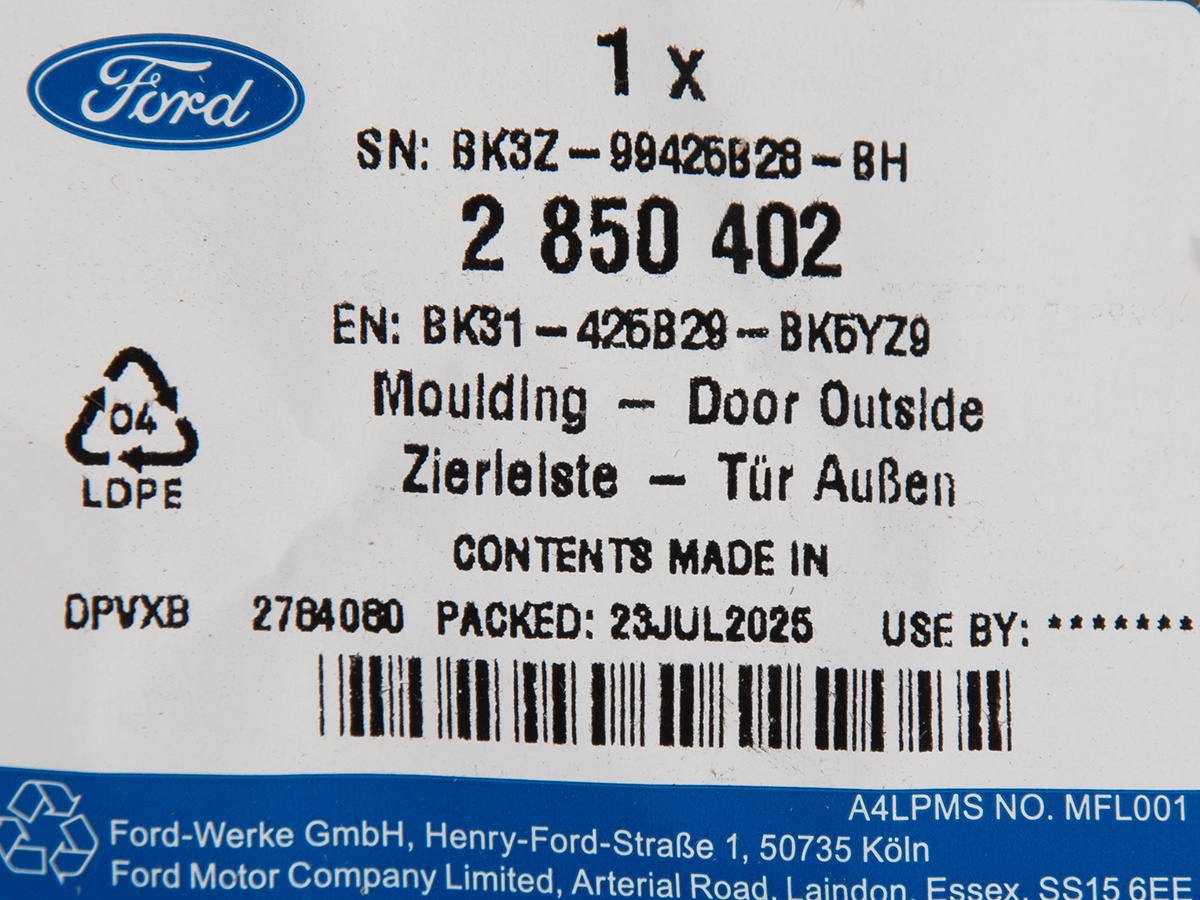 Ford
1 x
SN: BK3Z - 99426B28 - BH
2 850 402
EN: BK31 - 426B29 - BK5YZ9
Moulding - Door Outside
Zierleiste - Tür Außen
04
LDPE
CONTENTS MADE IN
DPVXB 2784080 PACKED: 23JUL2025 USE BY: *******
A4LPMS NO. MFL001
Ford-Werke GmbH, Henry-Ford-Straße 1, 50735 Köln
Ford Motor Company Limited, Arterial Road, Laindon, Essex, SS15 6EE